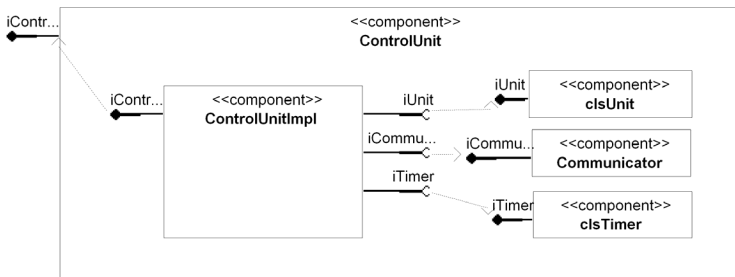 iContr...
<<component>>
ControlUnit
iContr...
<<component>>
ControlUnitImpl
iUnit
iCommu...
iTimer
iUnit
<<component>>
clsUnit
iCommu...
<<component>>
Communicator
iTimer
<<component>>
clsTimer